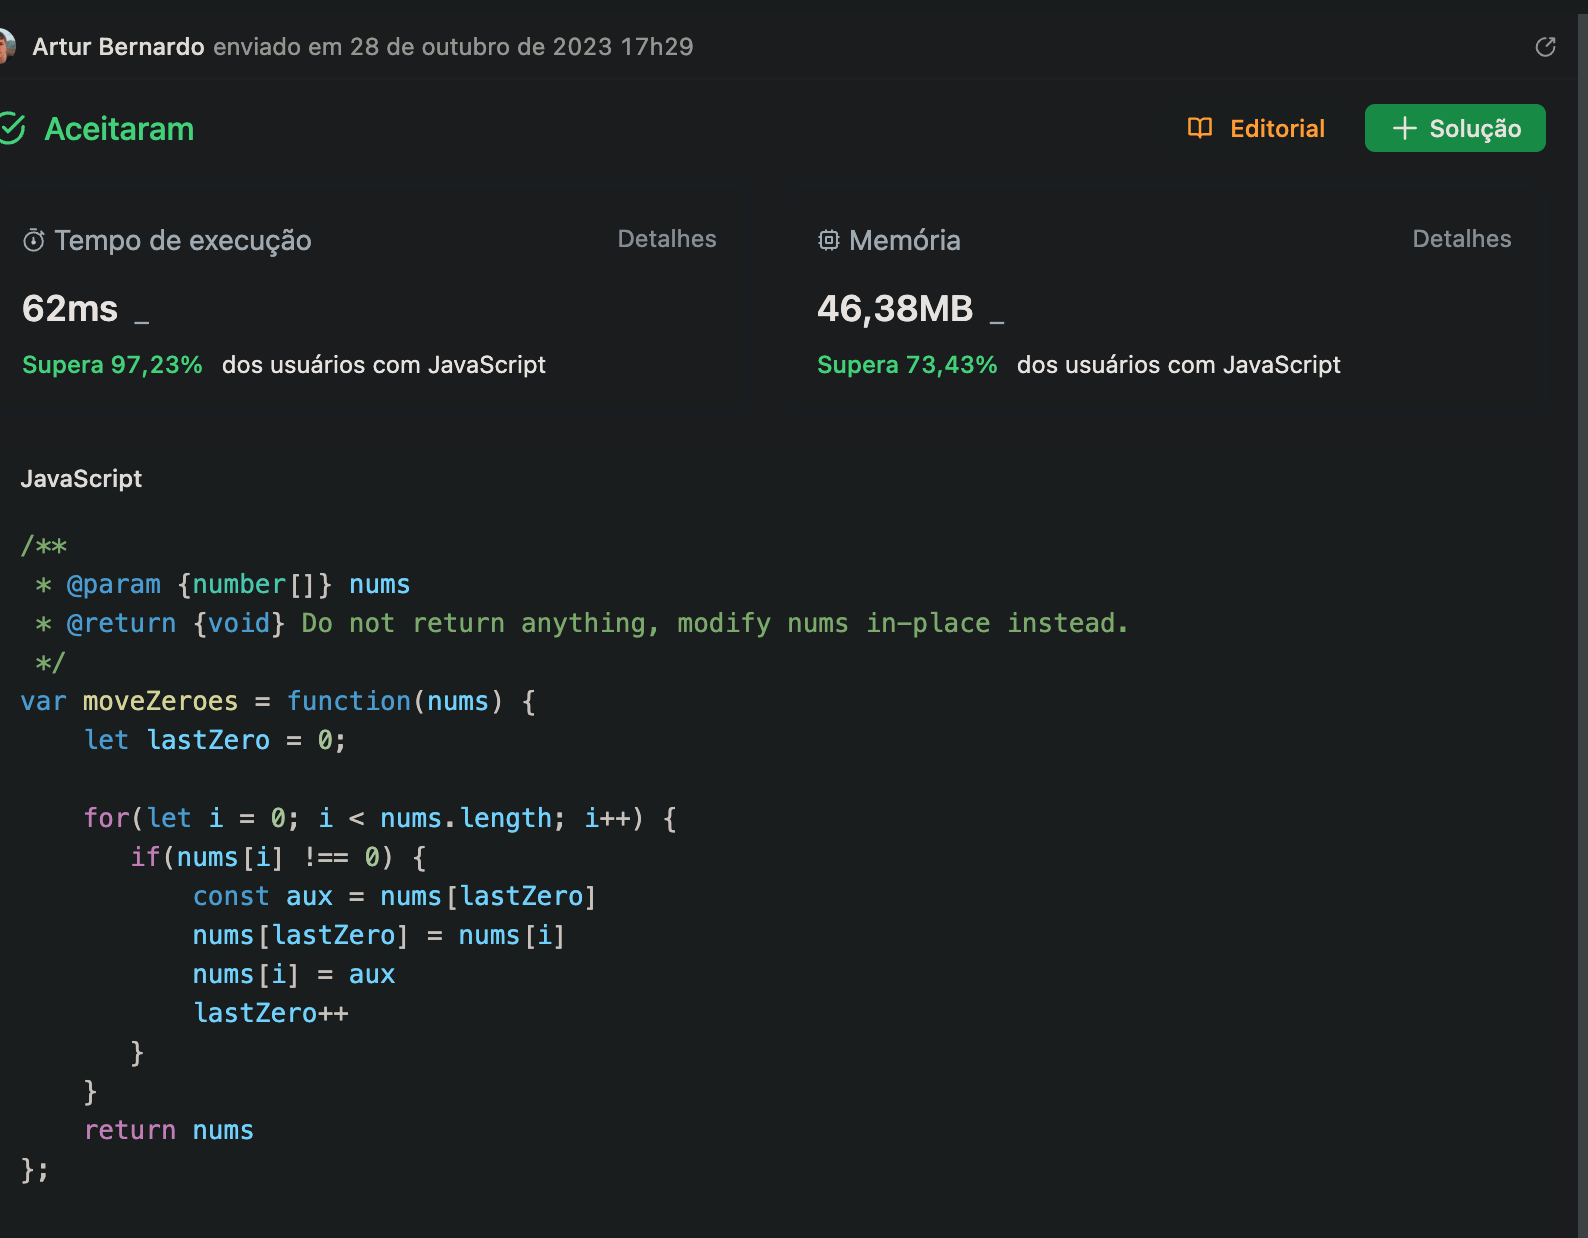 Artur Bernardo enviado em 28 de outubro de 2023 17h29
Aceitaram
Editorial
Solução
Tempo de execução
Detalhes
62ms _
Supera 97,23% dos usuários com JavaScript
Memória
Detalhes
46,38MB _
Supera 73,43% dos usuários com JavaScript
JavaScript
/**
 * @param {number[]} nums
 * @return {void} Do not return anything, modify nums in-place instead.
 */
var moveZeroes = function(nums) {
    let lastZero = 0;

    for(let i = 0; i < nums.length; i++) {
       if(nums[i] !== 0) {
           const aux = nums[lastZero]
           nums[lastZero] = nums[i]
           nums[i] = aux
           lastZero++
       }
    }
    return nums
};